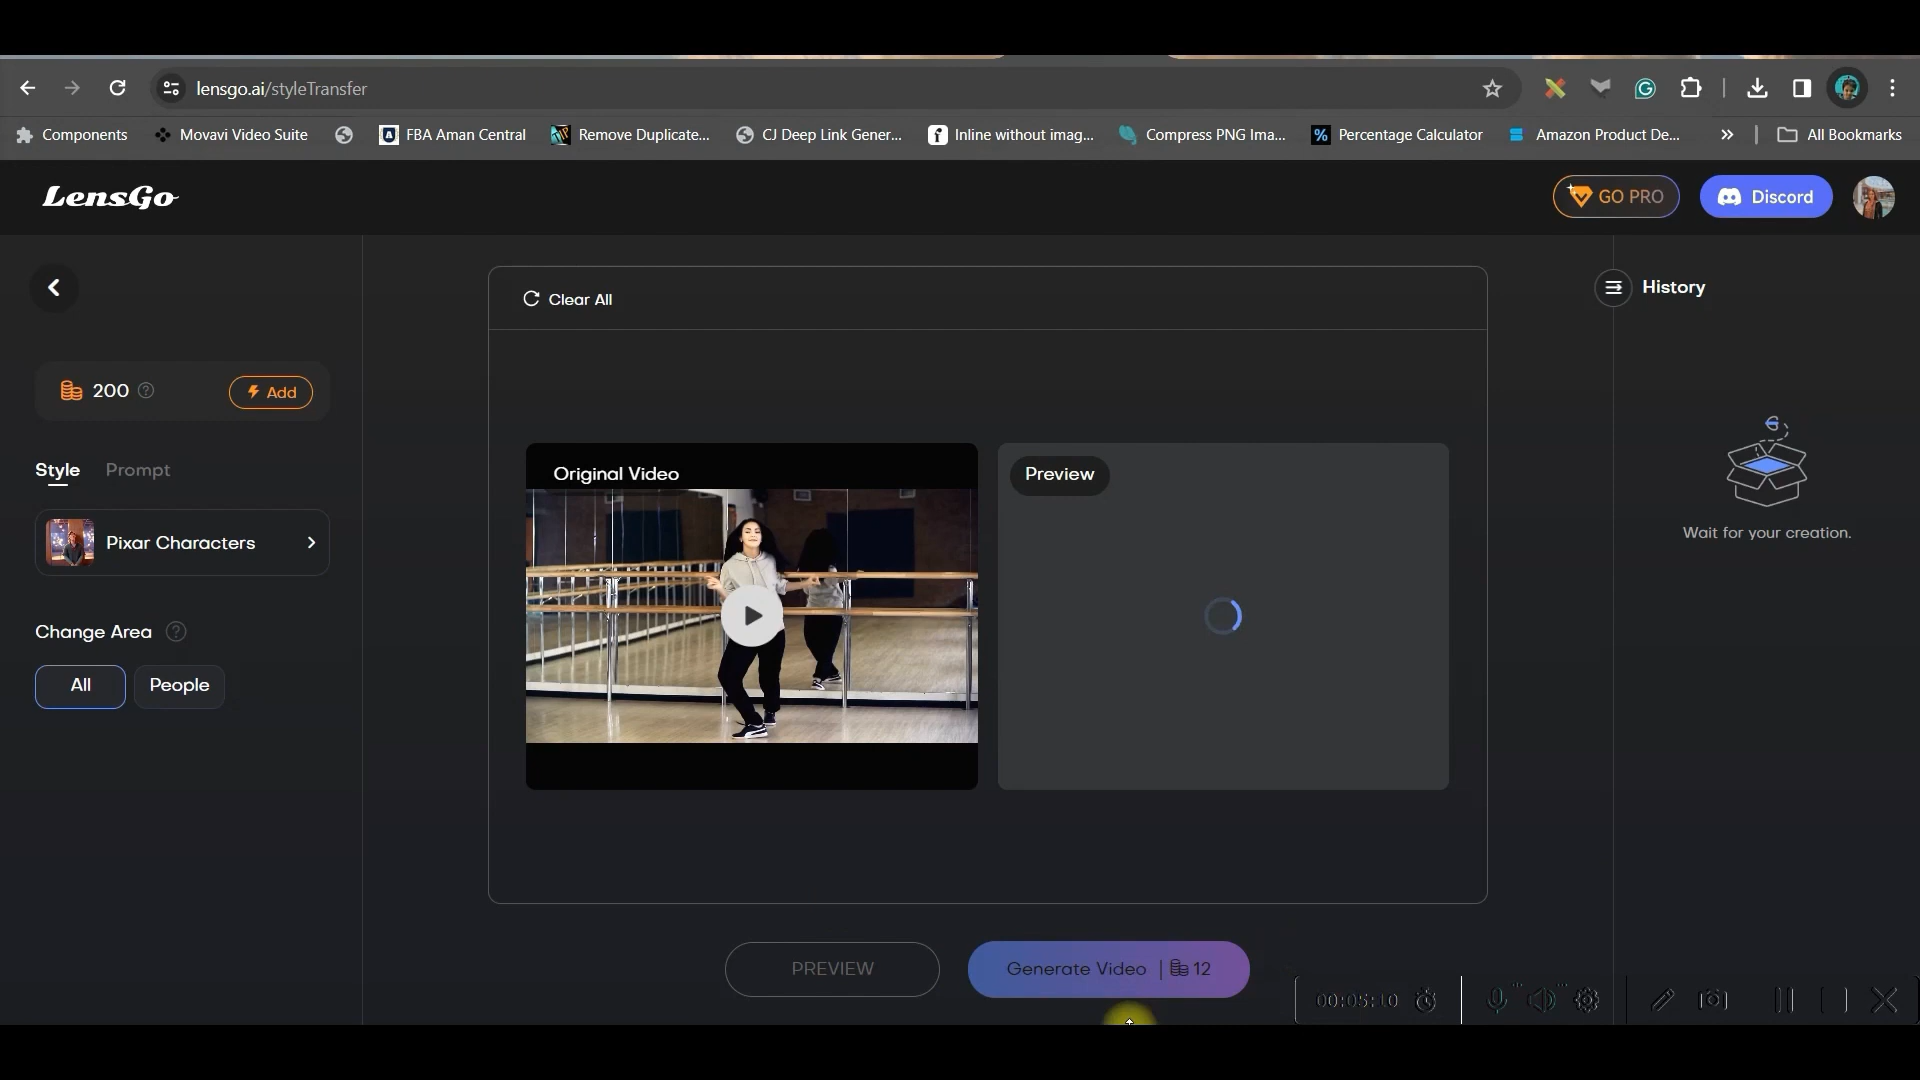 lensgo.ai/styleTransfer
Components
Movavi Video Suite
FBA Aman Central
Remove Duplicate...
CJ Deep Link Gener...
Inline without imag...
Compress PNG Ima...
Percentage Calculator
Amazon Product De...
All Bookmarks
LensGo
GO PRO
Discord
Clear All
History
200
Add
Style
Prompt
Original Video
Preview
Pixar Characters
Wait for your creation.
Change Area
All
People
PREVIEW
Generate Video | 12
00:05:10